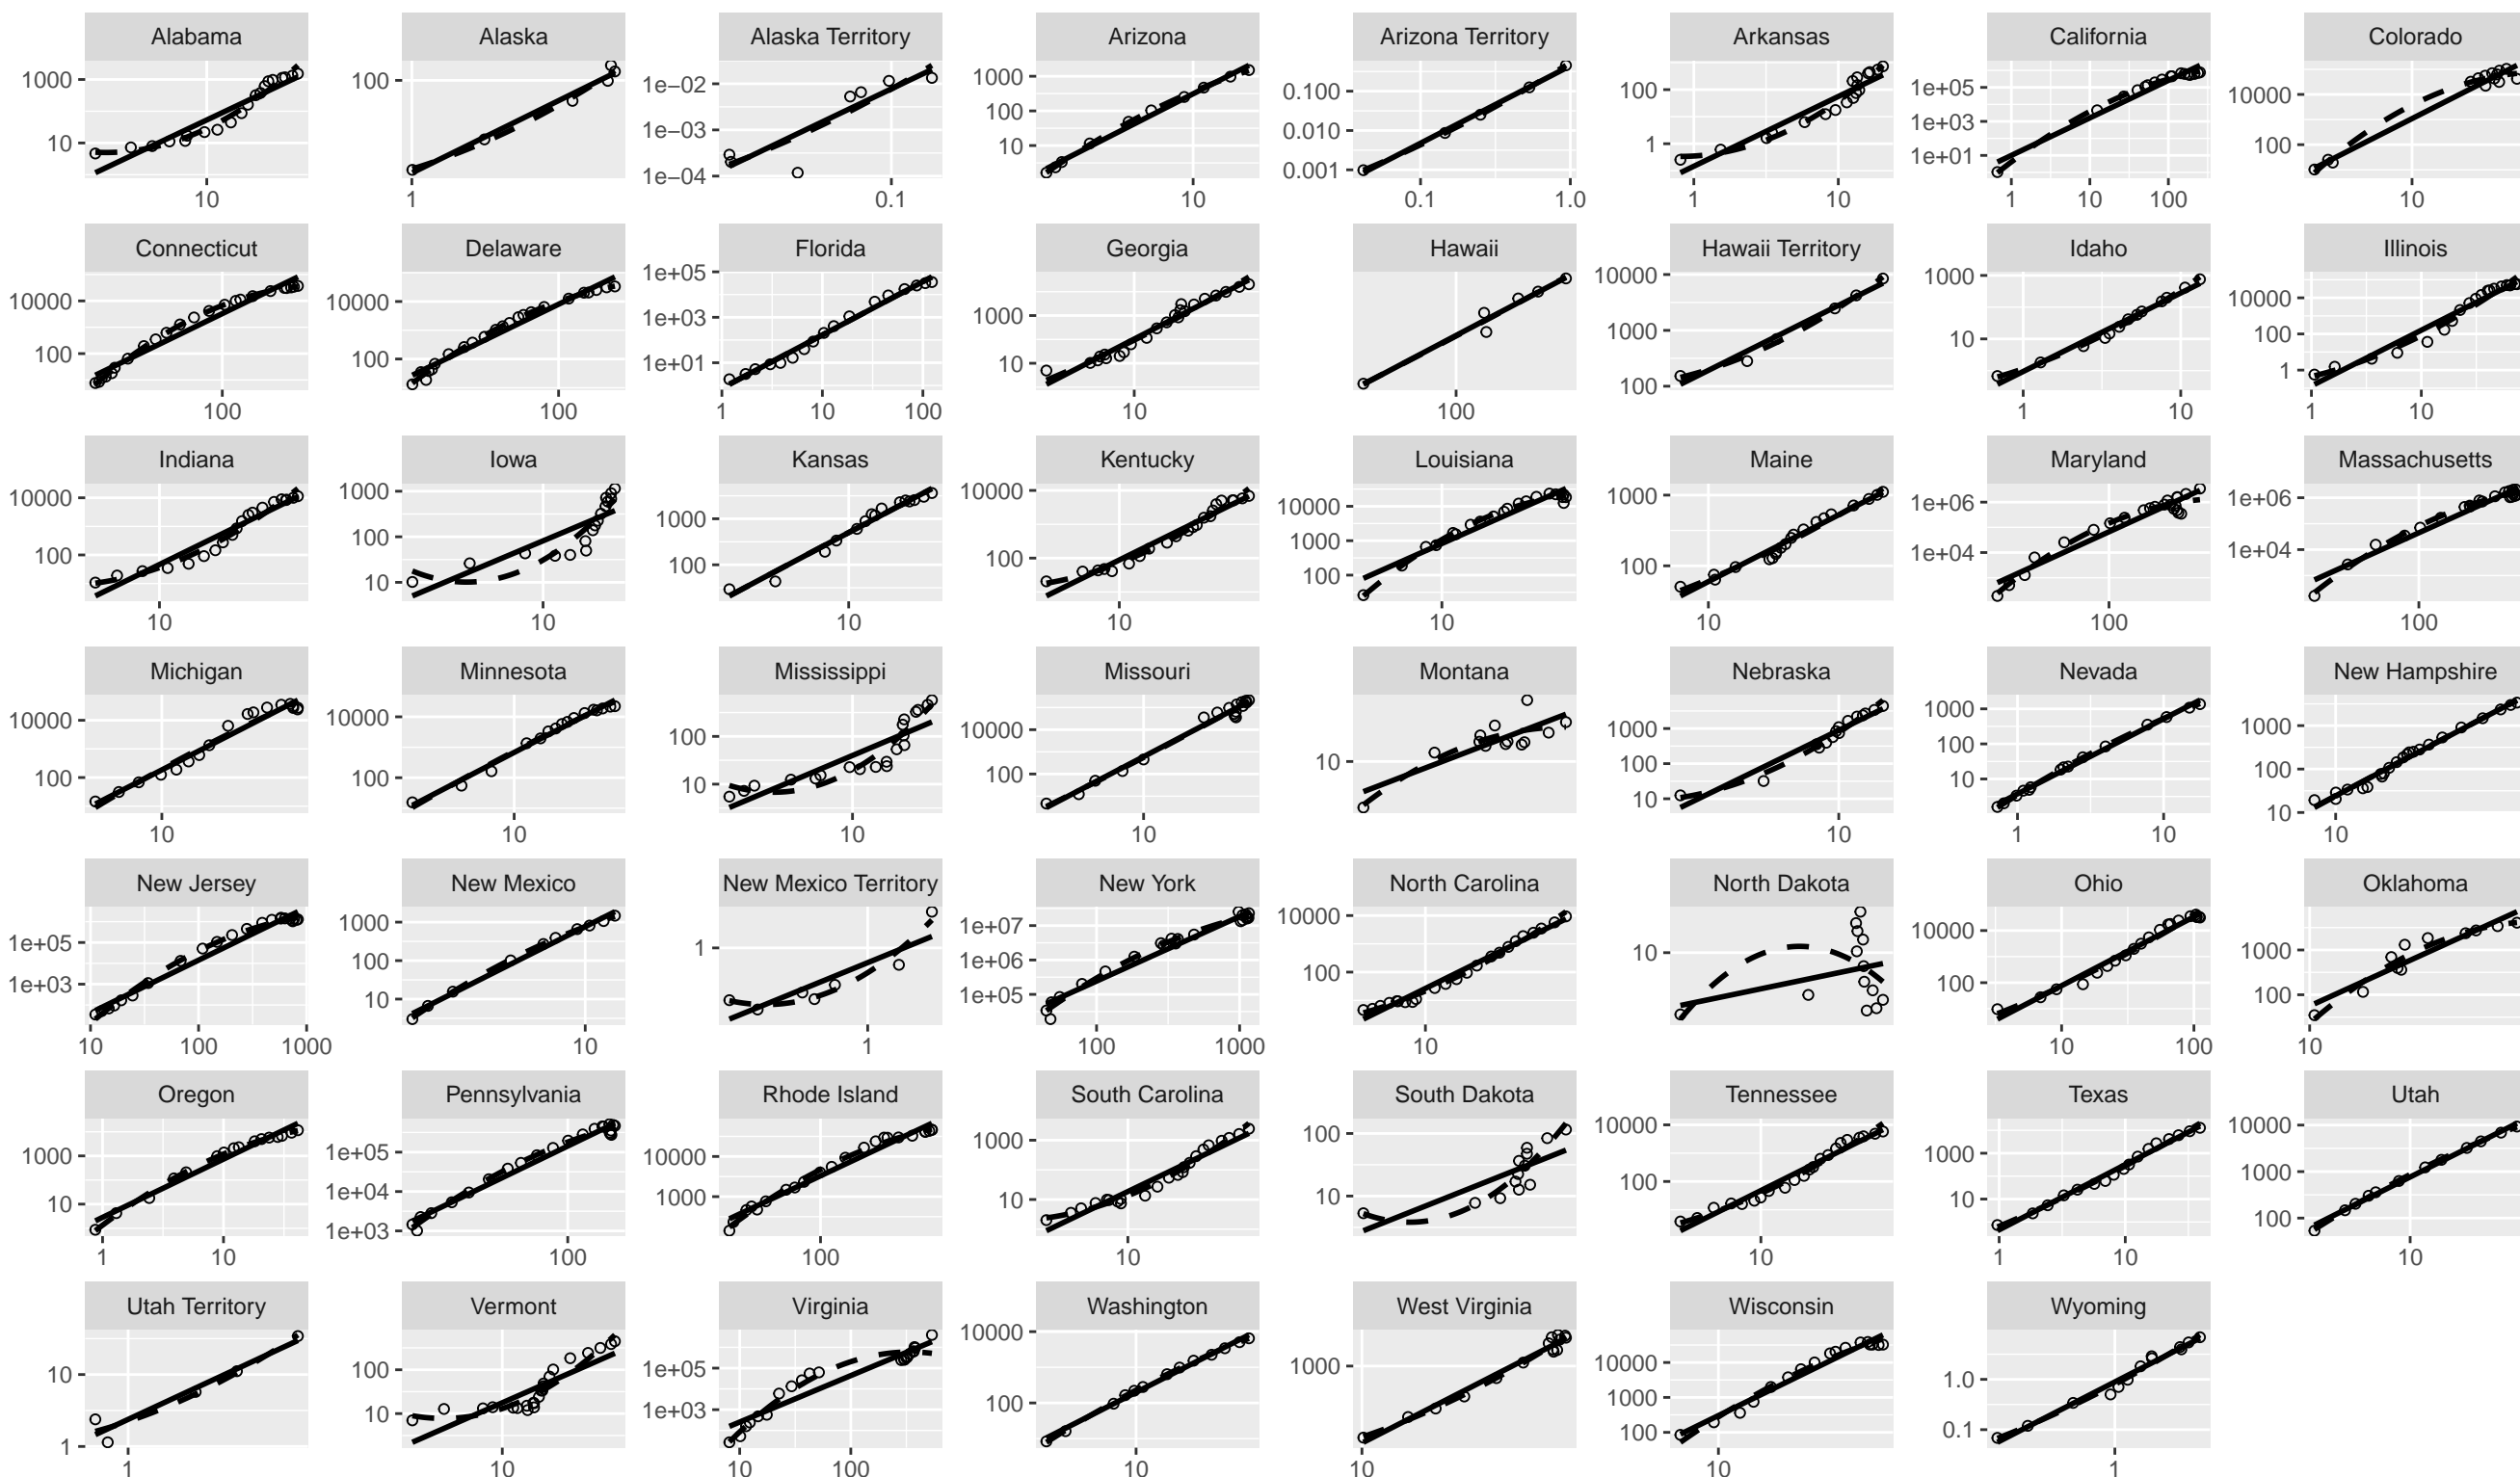 Alabama
Alaska
Alaska Territory
Arizona
Arizona Territory
Arkansas
California
Colorado
1000
10
10
100
1
1e−02
1e−03
1e−04
0.1
1000
100
10
10
0.100
0.010
0.001
0.1
1.0
100
1
1
10
1e+05
1e+03
1e+01
1
10
100
10000
100
10
Connecticut
Delaware
Florida
Georgia
Hawaii
Hawaii Territory
Idaho
Illinois
10000
100
100
10000
100
100
1e+05
1e+03
1e+01
1
10
100
1000
10
10
100
10000
1000
100
1000
10
1
10
10000
100
1
1
10
Indiana
Iowa
Kansas
Kentucky
Louisiana
Maine
Maryland
Massachusetts
10000
100
10
1000
100
10
10
1000
100
10
10000
100
10
10000
1000
100
10
1000
100
10
1e+06
1e+04
100
1e+06
1e+04
100
Michigan
Minnesota
Mississippi
Missouri
Montana
Nebraska
Nevada
New Hampshire
10000
100
10
10000
100
10
100
10
10
10000
100
10
10
1000
100
10
10
1000
100
10
1
10
1000
100
10
10
New Jersey
New Mexico
New Mexico Territory
New York
North Carolina
North Dakota
Ohio
Oklahoma
1e+05
1e+03
10
100
1000
1000
100
10
10
1
1
1e+07
1e+06
1e+05
100
1000
10000
100
10
10
10000
100
10
100
1000
100
10
Oregon
Pennsylvania
Rhode Island
South Carolina
South Dakota
Tennessee
Texas
Utah
1000
10
1
10
1e+05
1e+04
1e+03
100
10000
1000
100
1000
10
10
100
10
10000
100
10
1000
10
1
10
10000
1000
100
10
Utah Territory
Vermont
Virginia
Washington
West Virginia
Wisconsin
Wyoming
10
1
1
100
10
10
1e+05
1e+03
10
100
10000
100
10
1000
10
10000
1000
100
10
1.0
0.1
1